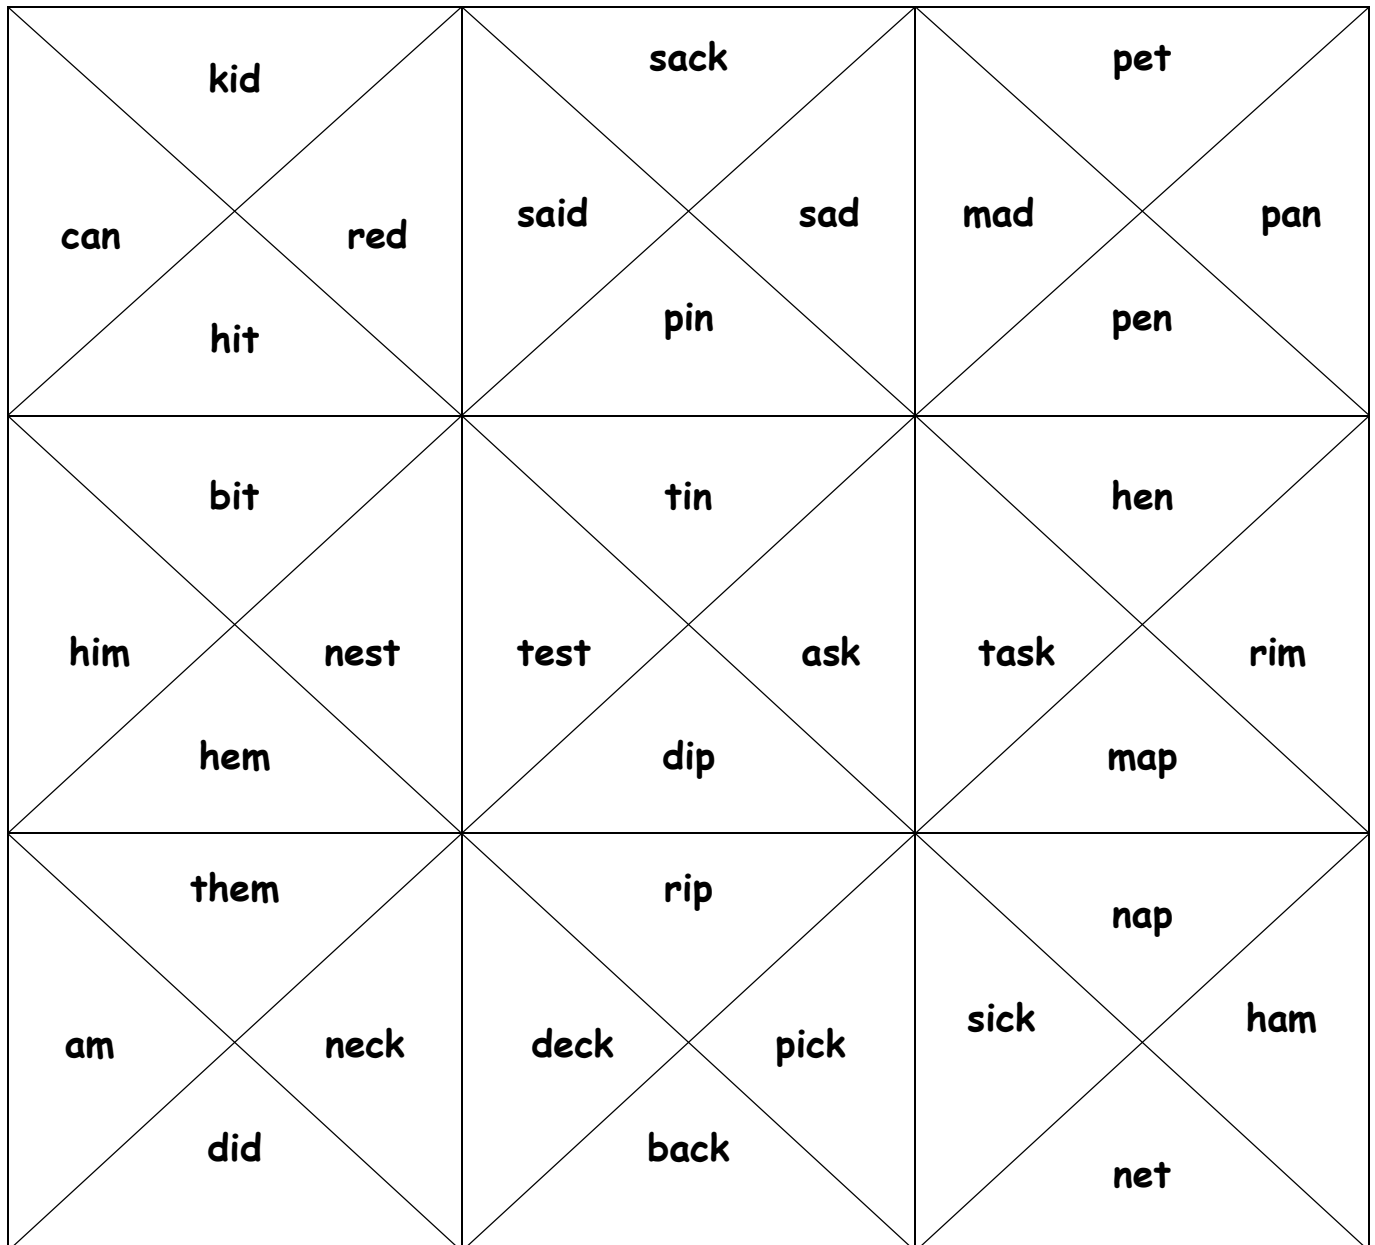 kid
can red
hit
sack
said sad
pin
pet
mad pan
pen
bit
him nest
hem
tin
test ask
dip
hen
task rim
map
them
am neck
did
rip
deck pick
back
nap
sick ham
net